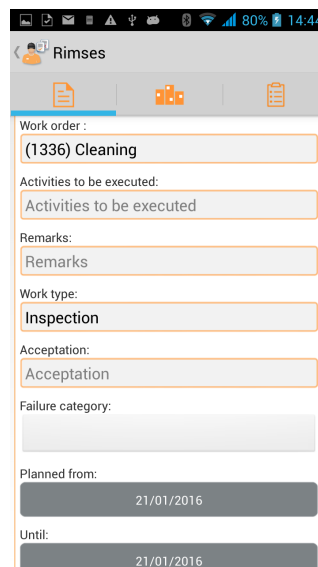 80% 14:44
Rimses
Work order :
(1336) Cleaning
Activities to be executed:
Activities to be executed
Remarks:
Remarks
Work type:
Inspection
Acceptation:
Acceptation
Failure category:
Planned from:
21/01/2016
Until:
21/01/2016